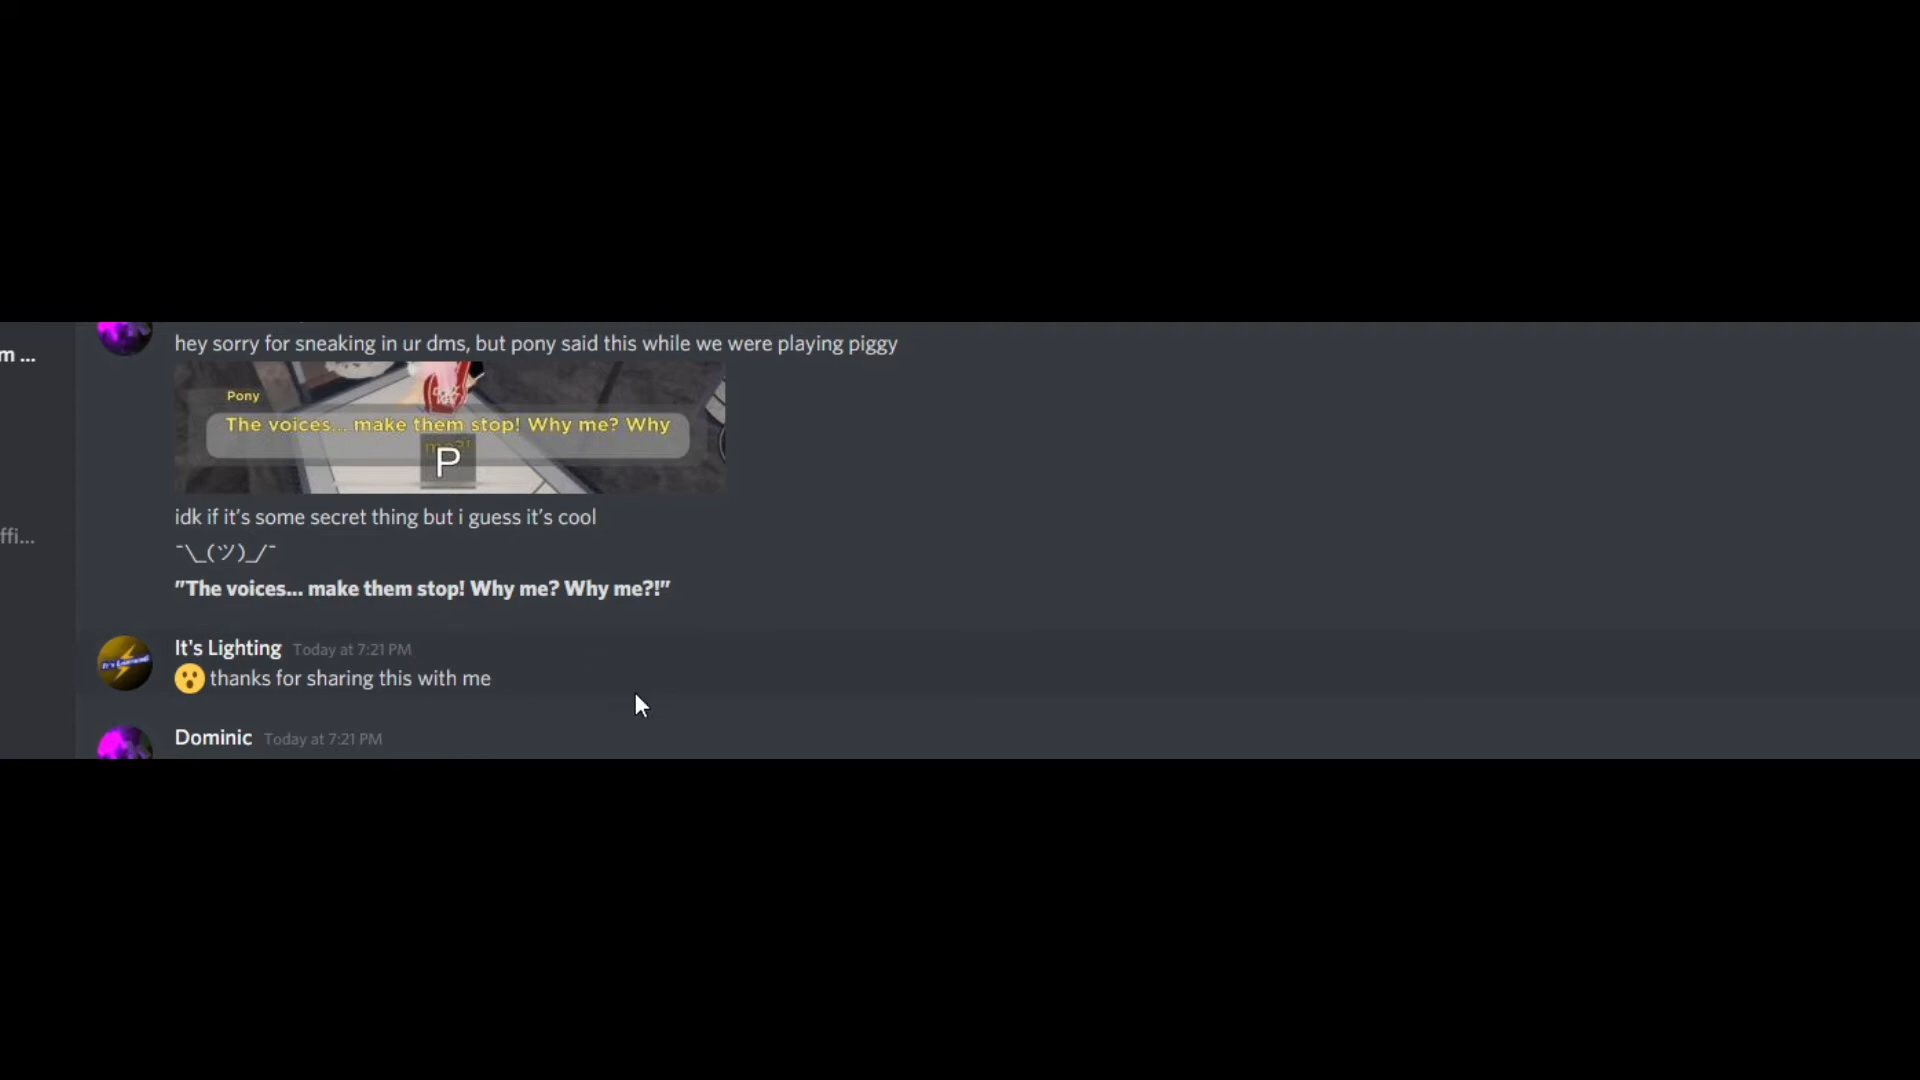 m ...
hey sorry for sneaking in ur dms, but pony said this while we were playing piggy
Pony
The voices... make them stop! Why me? Why
me?!
P
ffi...
idk if it's some secret thing but i guess it's cool
¯\_(ツ)_/¯
"The voices... make them stop! Why me? Why me?!"
It's Lighting Today at 7:21 PM
😮 thanks for sharing this with me
Dominic Today at 7:21 PM